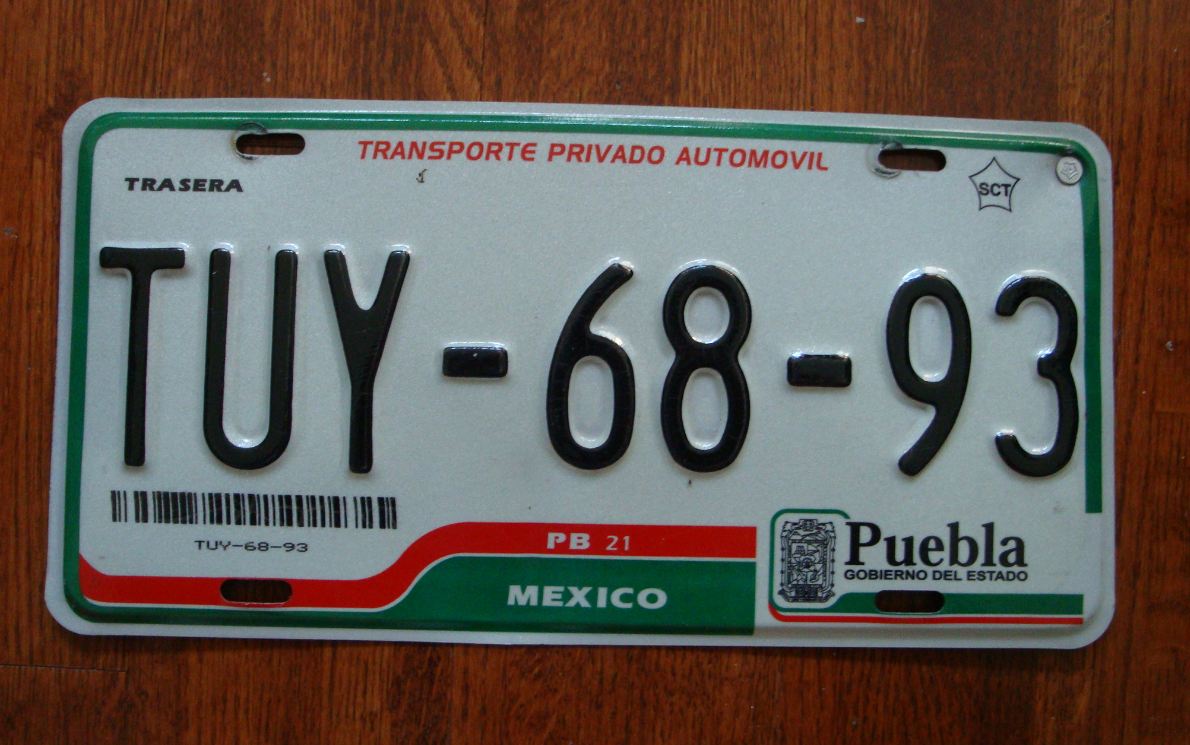 TRANSPORTE PRIVADO AUTOMOVIL
TRASERA
SCT
TUY-68-93
TUY-68-93
PB 21
MEXICO
Puebla
GOBIERNO DEL ESTADO